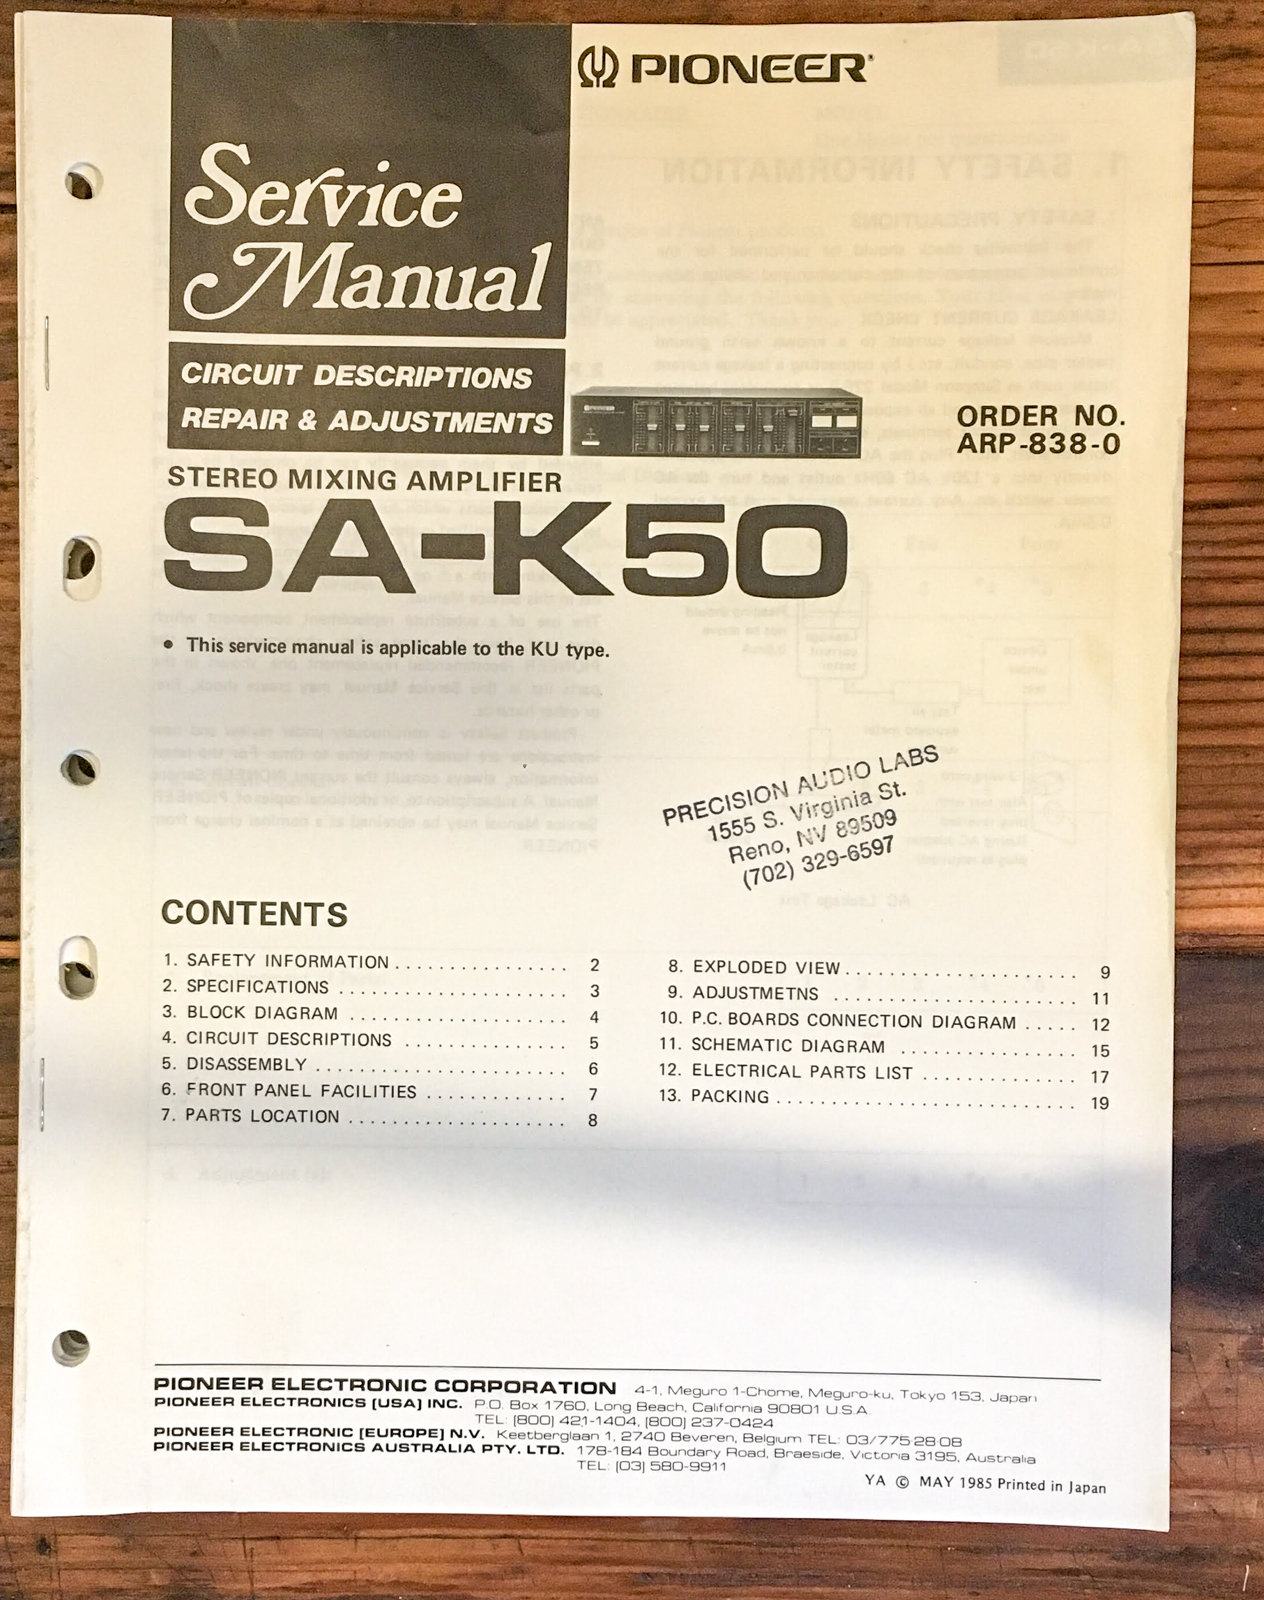 PIONEER®
Service
Manual
CIRCUIT DESCRIPTIONS
REPAIR & ADJUSTMENTS
PIONEER
ORDER NO.
ARP-838-0
STEREO MIXING AMPLIFIER
SA-K50
• This service manual is applicable to the KU type.
PRECISION AUDIO LABS
1555 S. Virginia St.
Reno, NV 89509
(702) 329-6597
CONTENTS
1. SAFETY INFORMATION . . . . . . . . . . . . . . . . 2
2. SPECIFICATIONS . . . . . . . . . . . . . . . . . . . . . 3
3. BLOCK DIAGRAM . . . . . . . . . . . . . . . . . . . . 4
4. CIRCUIT DESCRIPTIONS . . . . . . . . . . . . . . . 5
5. DISASSEMBLY . . . . . . . . . . . . . . . . . . . . . . . 6
6. FRONT PANEL FACILITIES . . . . . . . . . . . . . 7
7. PARTS LOCATION . . . . . . . . . . . . . . . . . . . . 8
8. EXPLODED VIEW . . . . . . . . . . . . . . . . . . . . . 9
9. ADJUSTMETNS . . . . . . . . . . . . . . . . . . . . . . 11
10. P.C. BOARDS CONNECTION DIAGRAM . . . . . 12
11. SCHEMATIC DIAGRAM . . . . . . . . . . . . . . . . 15
12. ELECTRICAL PARTS LIST . . . . . . . . . . . . . . 17
13. PACKING . . . . . . . . . . . . . . . . . . . . . . . . . . . 19
PIONEER ELECTRONIC CORPORATION 4-1, Meguro 1-Chome, Meguro-ku, Tokyo 153, Japan
PIONEER ELECTRONICS [USA] INC. P.O. Box 1760, Long Beach, California 90801 U.S.A.
TEL: [800] 421-1404, [800] 237-0424
PIONEER ELECTRONIC [EUROPE] N.V. Keetberglaan 1, 2740 Beveren, Belgium TEL: 03/775·28·08
PIONEER ELECTRONICS AUSTRALIA PTY. LTD. 178-184 Boundary Road, Braeside, Victoria 3195, Australia
TEL: [03] 580-9911
YA © MAY 1985 Printed in Japan